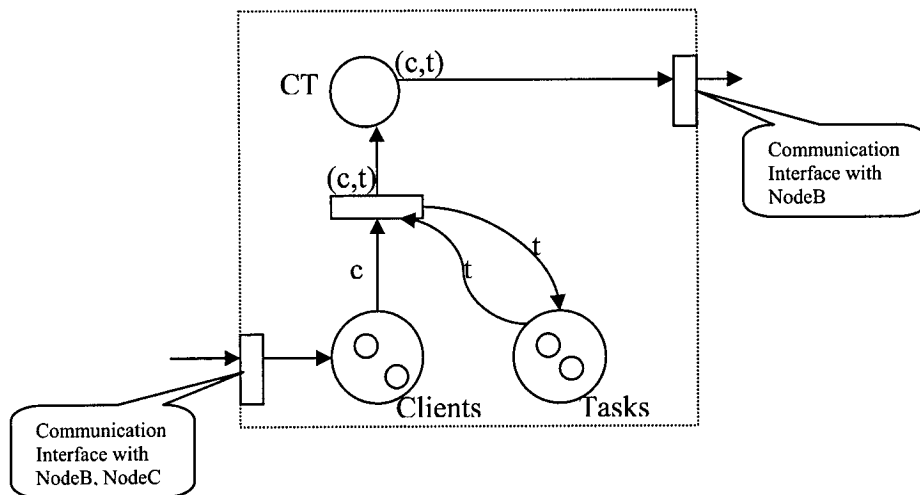 (c,t)
CT
Communication
Interface with
NodeB
(c,t)
t
t
c
Clients
Tasks
Communication
Interface with
NodeB, NodeC